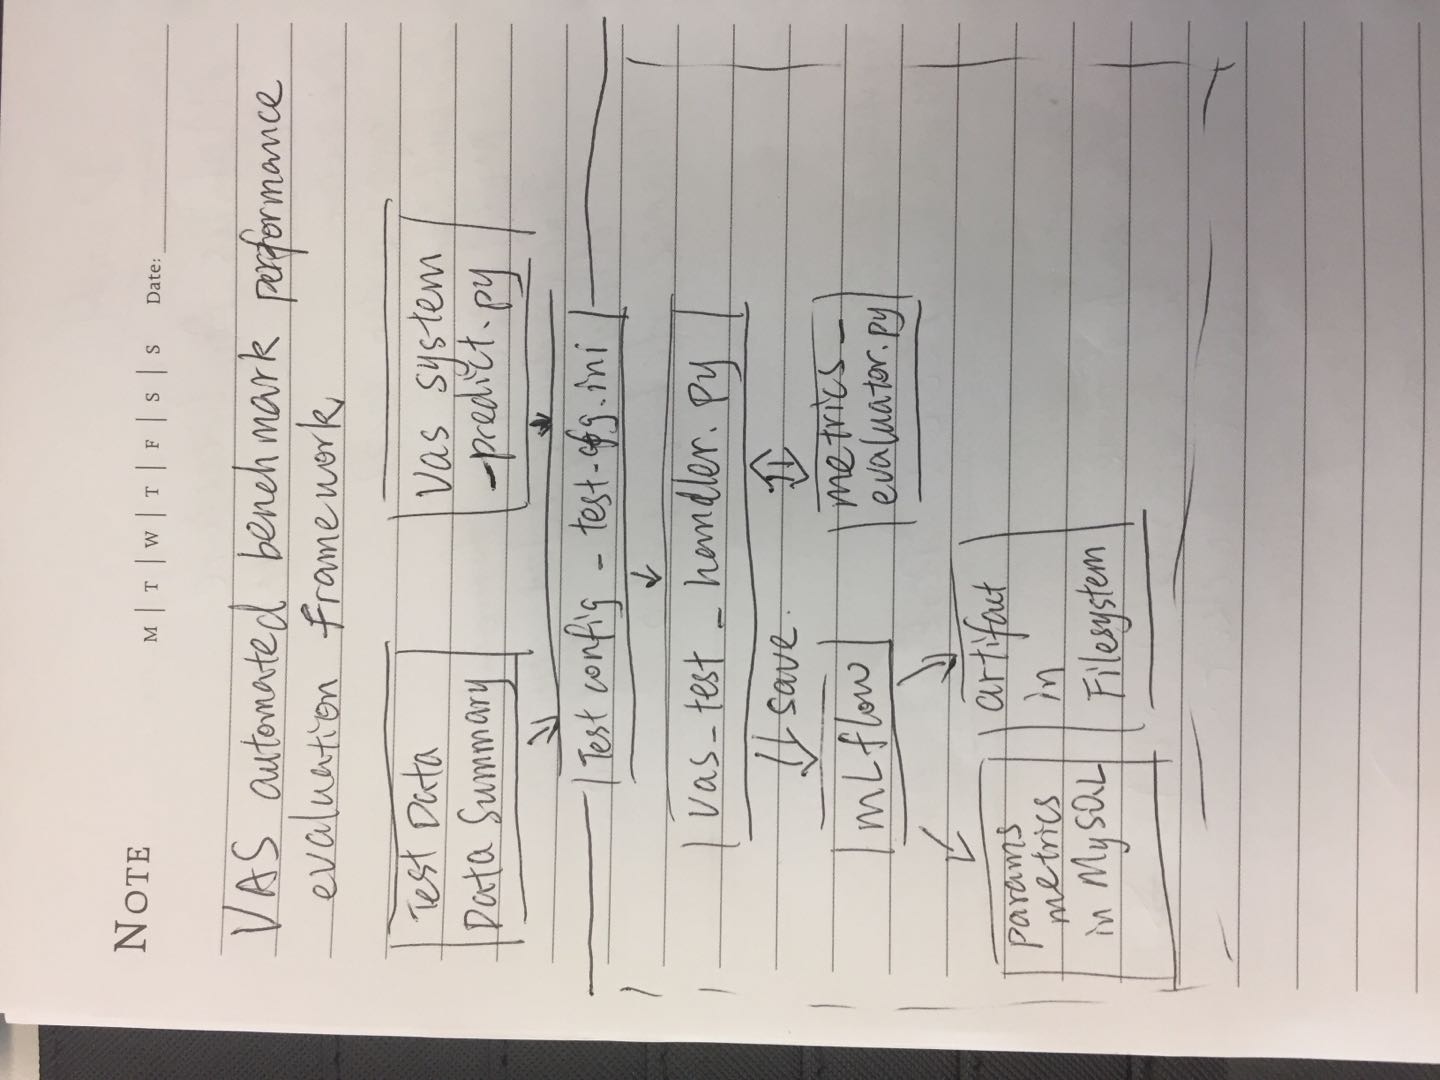 NOTE
M | T | W | T | F | S | S Date:
VAS automated benchmark performance
evaluation framework
Test Data
Data Summary
Vas system
-predict.py
Test config - test-cfg.ini
vas_test_handler.py
save.
mLflow
metrics_
evaluator.py
params
metrics
in MySQL
artifact
in
Filesystem